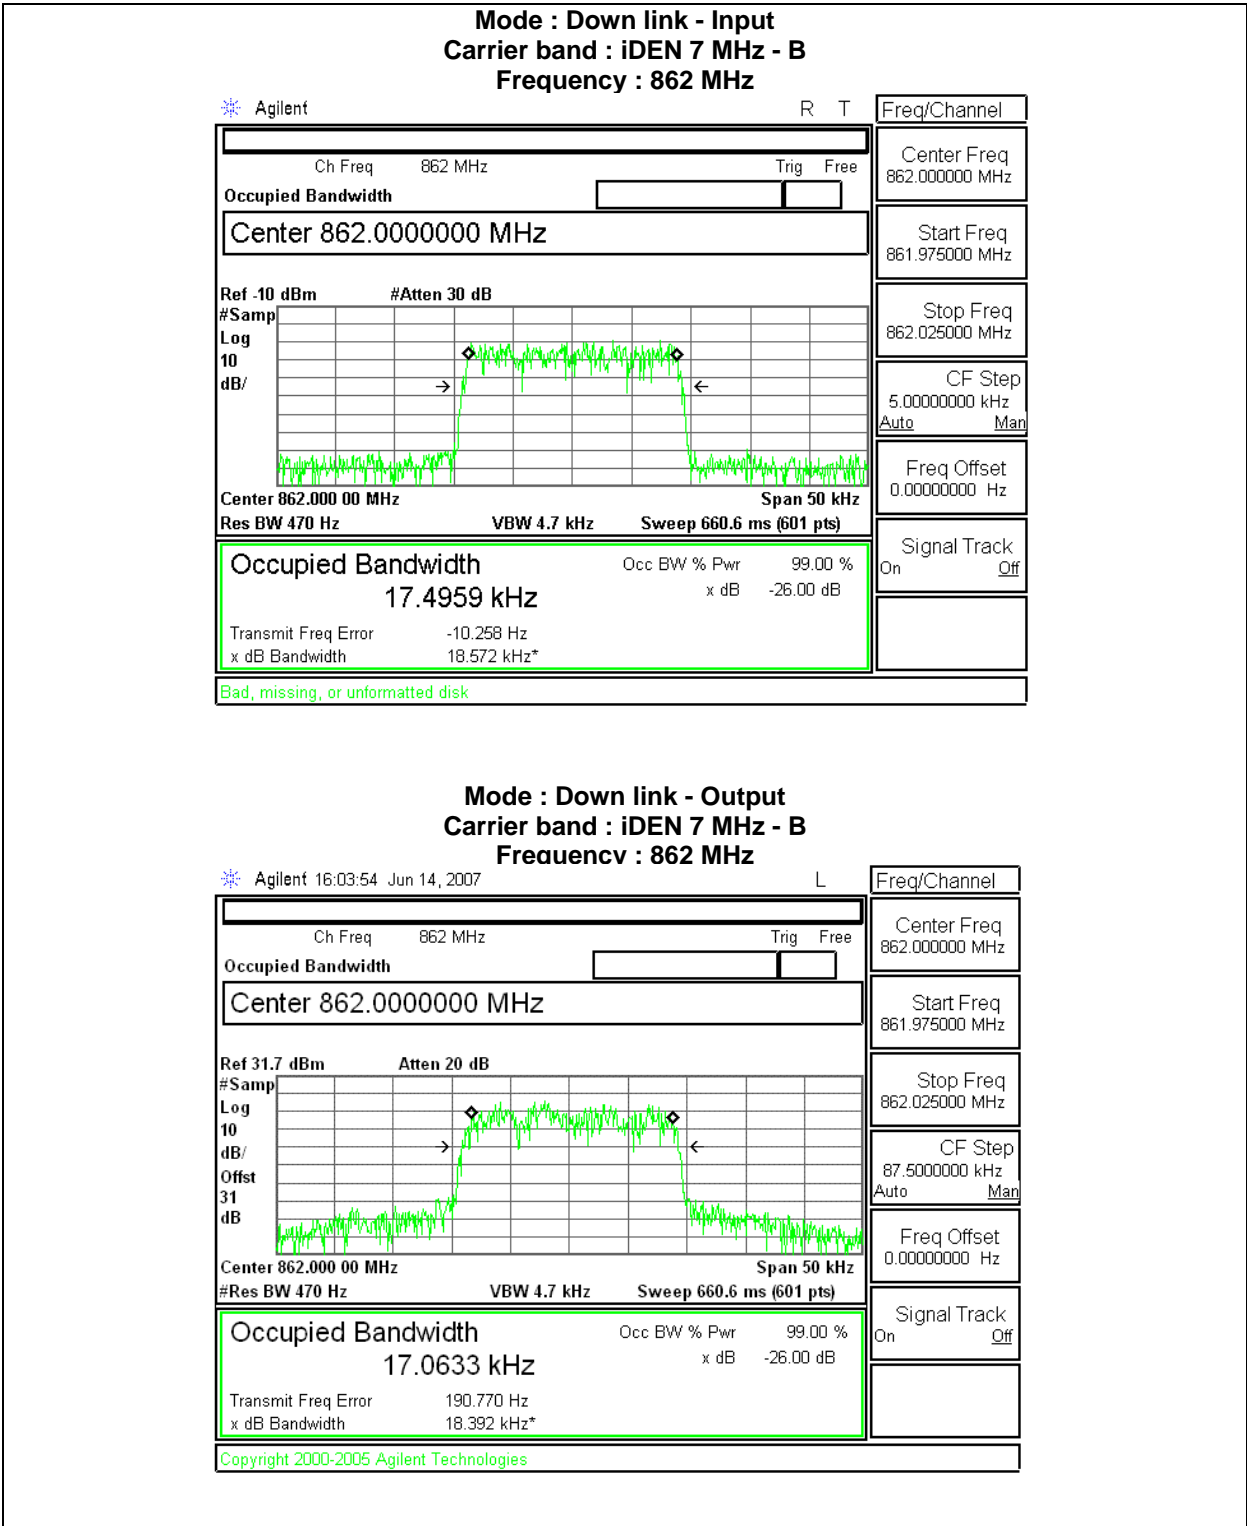 Mode : Down link - Input
Carrier band : iDEN 7 MHz - B
Frequency : 862 MHz
Agilent R T Freq/Channel
Ch Freq 862 MHz Trig Free
Occupied Bandwidth
Center 862.0000000 MHz
Center Freq
862.000000 MHz
Start Freq
861.975000 MHz
Stop Freq
862.025000 MHz
CF Step
5.00000000 kHz
Auto Man
Freq Offset
0.00000000 Hz
Signal Track
On Off
Ref -10 dBm #Atten 30 dB
#Samp
Log
10
dB/
Center 862.000 00 MHz Span 50 kHz
Res BW 470 Hz VBW 4.7 kHz Sweep 660.6 ms (601 pts)
Occupied Bandwidth Occ BW % Pwr 99.00 %
17.4959 kHz x dB -26.00 dB
Transmit Freq Error -10.258 Hz
x dB Bandwidth 18.572 kHz*
Bad, missing, or unformatted disk
Mode : Down link - Output
Carrier band : iDEN 7 MHz - B
Frequency : 862 MHz
Agilent 16:03:54 Jun 14, 2007 L Freq/Channel
Ch Freq 862 MHz Trig Free
Occupied Bandwidth
Center 862.0000000 MHz
Center Freq
862.000000 MHz
Start Freq
861.975000 MHz
Stop Freq
862.025000 MHz
CF Step
87.5000000 kHz
Auto Man
Freq Offset
0.00000000 Hz
Signal Track
On Off
Ref 31.7 dBm Atten 20 dB
#Samp
Log
10
dB/
Offst
31
dB
Center 862.000 00 MHz Span 50 kHz
#Res BW 470 Hz VBW 4.7 kHz Sweep 660.6 ms (601 pts)
Occupied Bandwidth Occ BW % Pwr 99.00 %
17.0633 kHz x dB -26.00 dB
Transmit Freq Error 190.770 Hz
x dB Bandwidth 18.392 kHz*
Copyright 2000-2005 Agilent Technologies